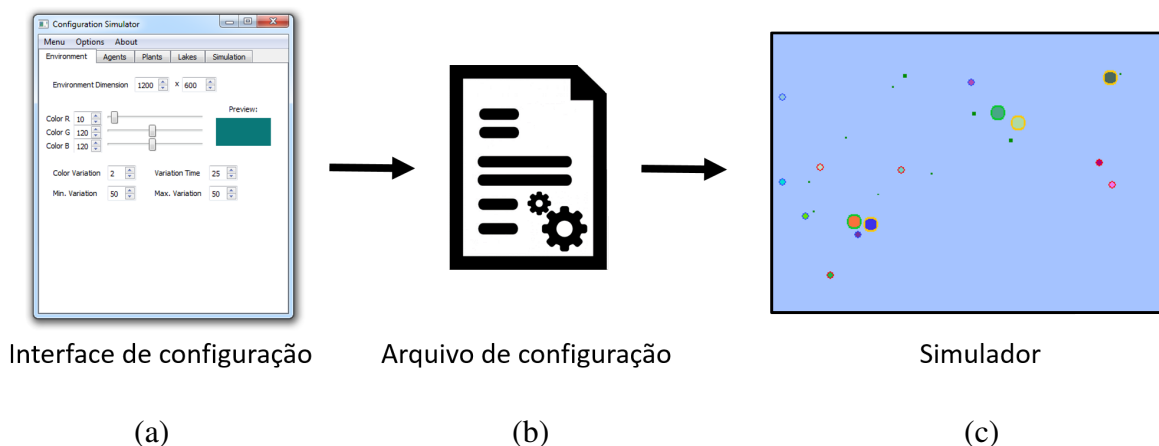 Configuration Simulator
Menu Options About
Environment Agents Plants Lakes Simulation
Environment Dimension 1200 x 600
Preview:
Color R 10
Color G 120
Color B 120
Color Variation 2 Variation Time 25
Min. Variation 50 Max. Variation 50
Interface de configuração Arquivo de configuração Simulador
(a) (b) (c)